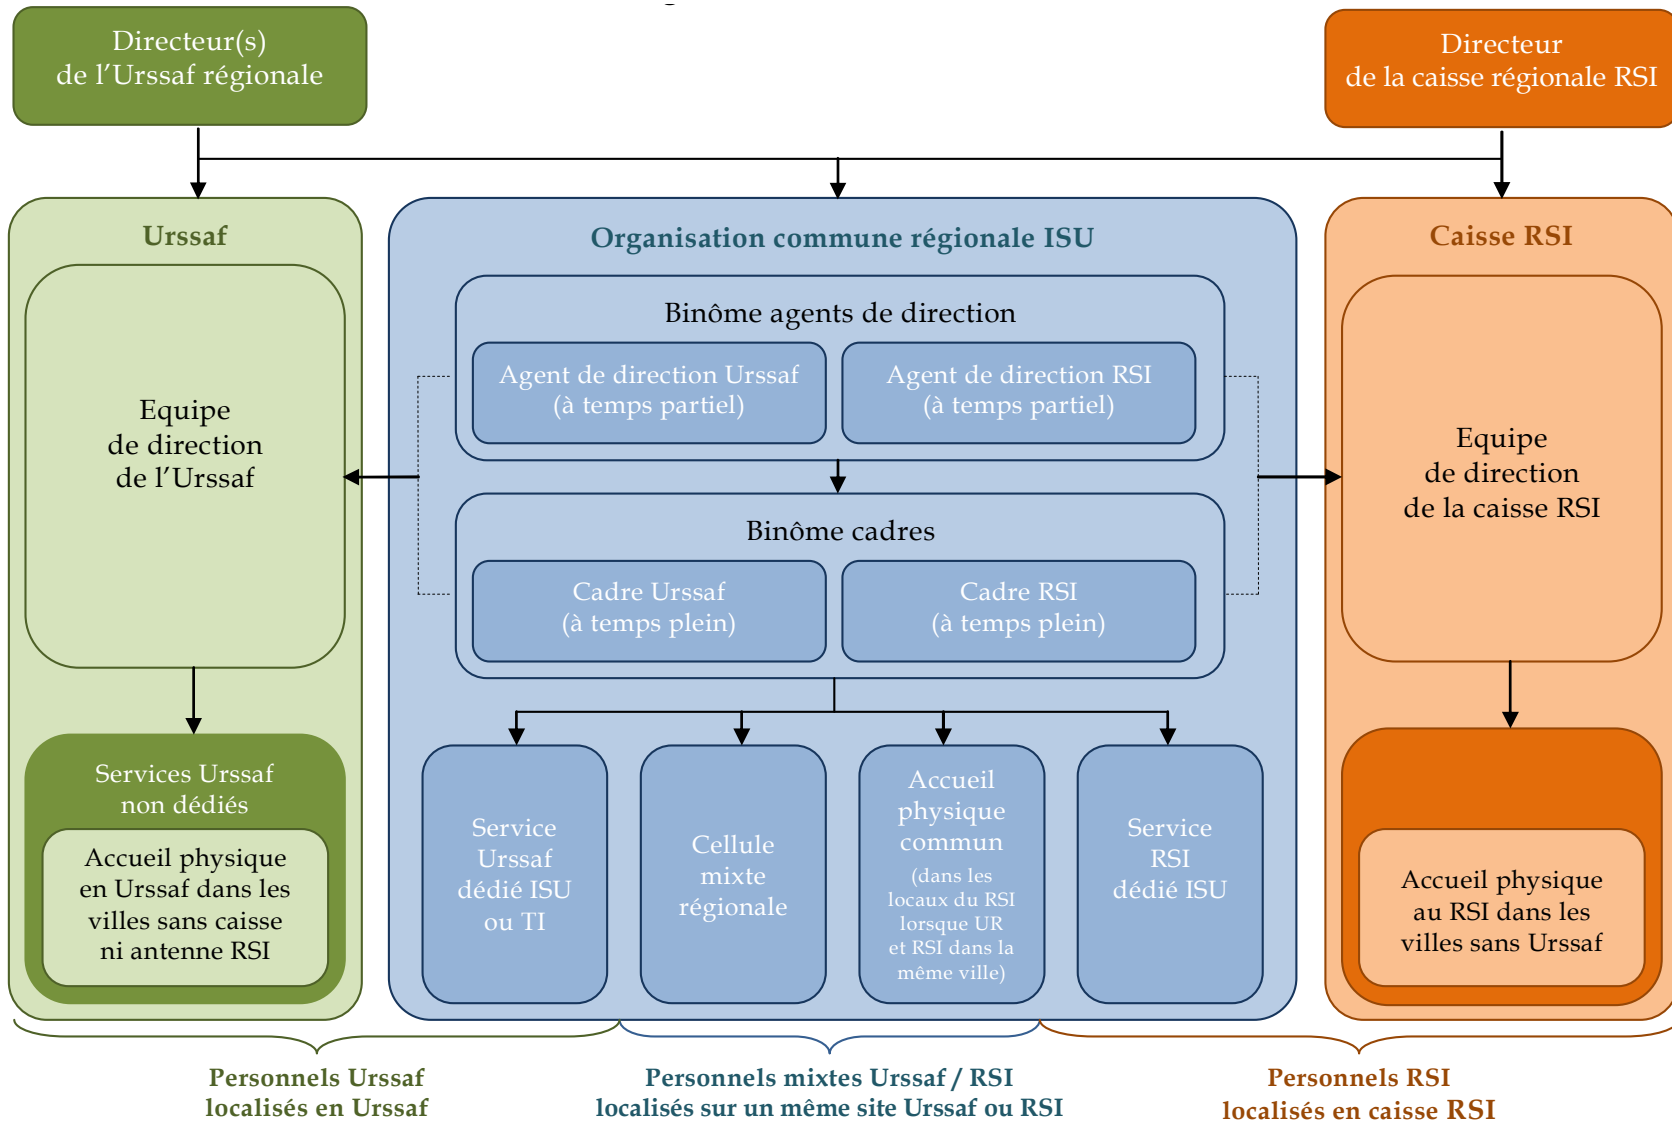 Directeur(s)
de l’Urssaf régionale
Directeur
de la caisse régionale RSI
Urssaf
Organisation commune régionale ISU
Caisse RSI
Equipe
de direction
de l’Urssaf
Binôme agents de direction
Agent de direction Urssaf
(à temps partiel)
Agent de direction RSI
(à temps partiel)
Binôme cadres
Cadre Urssaf
(à temps plein)
Cadre RSI
(à temps plein)
Equipe
de direction
de la caisse RSI
Services Urssaf
non dédiés
Accueil physique
en Urssaf dans les
villes sans caisse
ni antenne RSI
Service
Urssaf
dédié ISU
ou TI
Cellule
mixte
régionale
Accueil
physique
commun
(dans les
locaux du RSI
lorsque UR
et RSI dans la
même ville)
Service
RSI
dédié ISU
Accueil physique
au RSI dans les
villes sans Urssaf
Personnels Urssaf
localisés en Urssaf
Personnels mixtes Urssaf / RSI
localisés sur un même site Urssaf ou RSI
Personnels RSI
localisés en caisse RSI